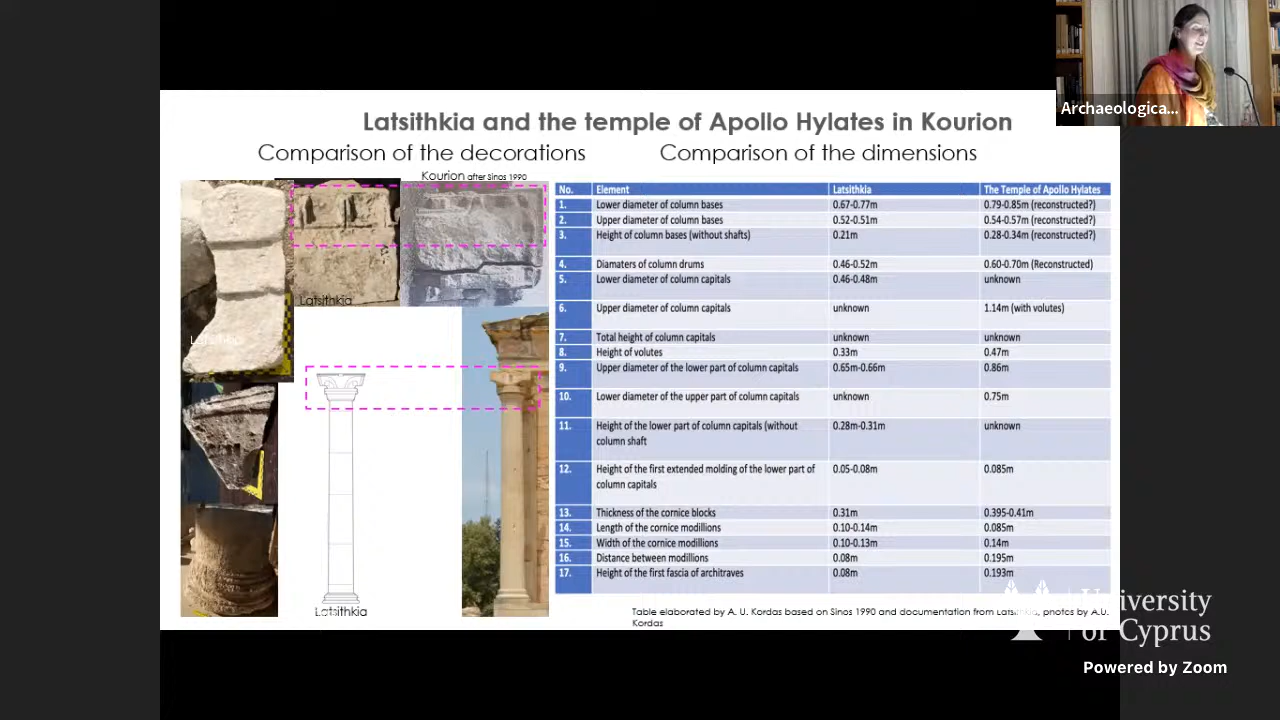 Archaeologica...
Latsithkia and the temple of Apollo Hylates in Kourion
Comparison of the decorations
Comparison of the dimensions
Kourion after Sinos 1990
Latsithkia
Latsithkia
No. Element Latsithkia The Temple of Apollo Hylates
1. Lower diameter of column bases 0.67-0.77m 0.79-0.85m (reconstructed?)
2. Upper diameter of column bases 0.52-0.51m 0.54-0.57m (reconstructed?)
3. Height of column bases (without shafts) 0.21m 0.28-0.34m (reconstructed?)
4. Diamaters of column drums 0.46-0.52m 0.60-0.70m (Reconstructed)
5. Lower diameter of column capitals 0.46-0.48m unknown
6. Upper diameter of column capitals unknown 1.14m (with volutes)
7. Total height of column capitals unknown unknown
8. Height of volutes 0.33m 0.47m
9. Upper diameter of the lower part of column capitals 0.65m-0.66m 0.86m
10. Lower diameter of the upper part of column capitals unknown 0.75m
11. Height of the lower part of column capitals (without 0.28m-0.31m unknown
column shaft
12. Height of the first extended molding of the lower part of 0.05-0.08m 0.085m
column capitals
13. Thickness of the cornice blocks 0.31m 0.395-0.41m
14. Length of the cornice modillions 0.10-0.14m 0.085m
15. Width of the cornice modillions 0.10-0.13m 0.14m
16. Distance between modillions 0.08m 0.195m
17. Height of the first fascia of architraves 0.08m 0.193m
Latsithkia
Table elaborated by A. U. Kordas based on Sinos 1990 and documentation from Latsithkia, photos by A.U.
Kordas
University
of Cyprus
Powered by Zoom